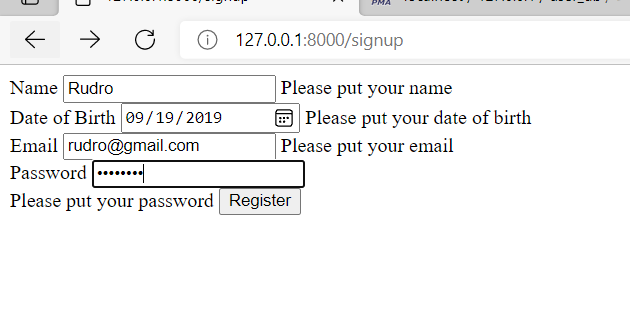 127.0.0.1:8000/signup
Name Rudro Please put your name
Date of Birth 09/19/2019 Please put your date of birth
Email rudro@gmail.com Please put your email
Password ••••••••
Please put your password Register